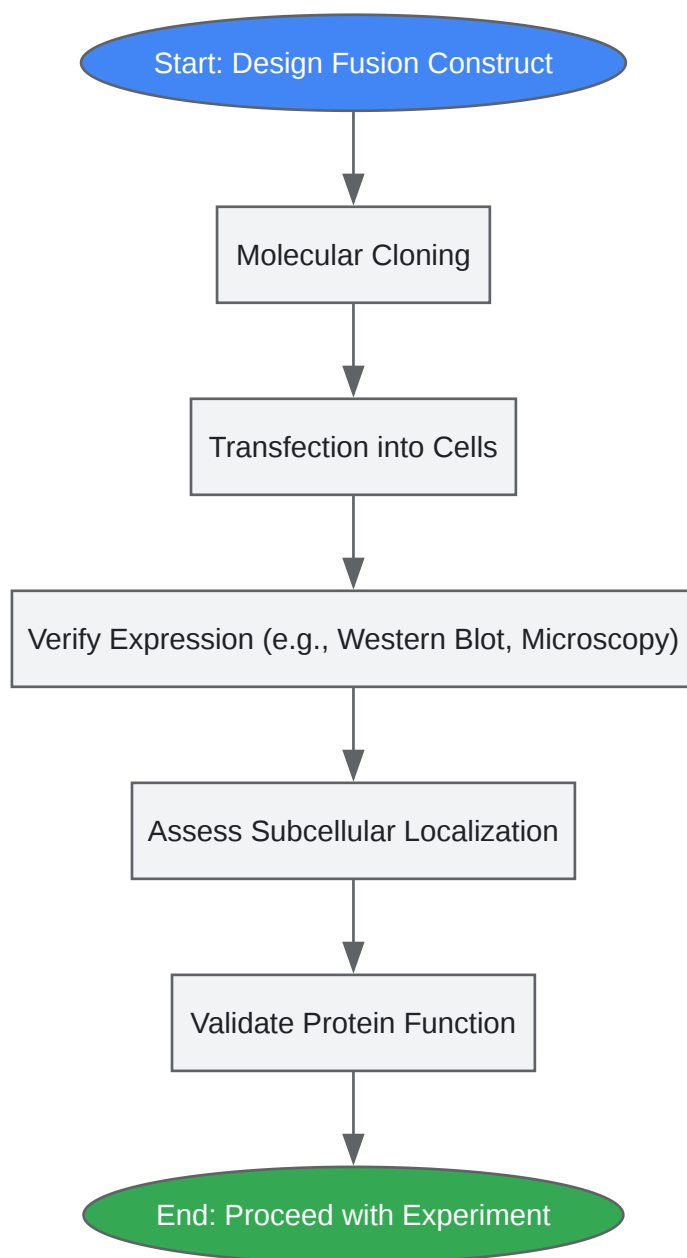 Start: Design Fusion Construct
Molecular Cloning
Transfection into Cells
Verify Expression (e.g., Western Blot, Microscopy)
Assess Subcellular Localization
Validate Protein Function
End: Proceed with Experiment